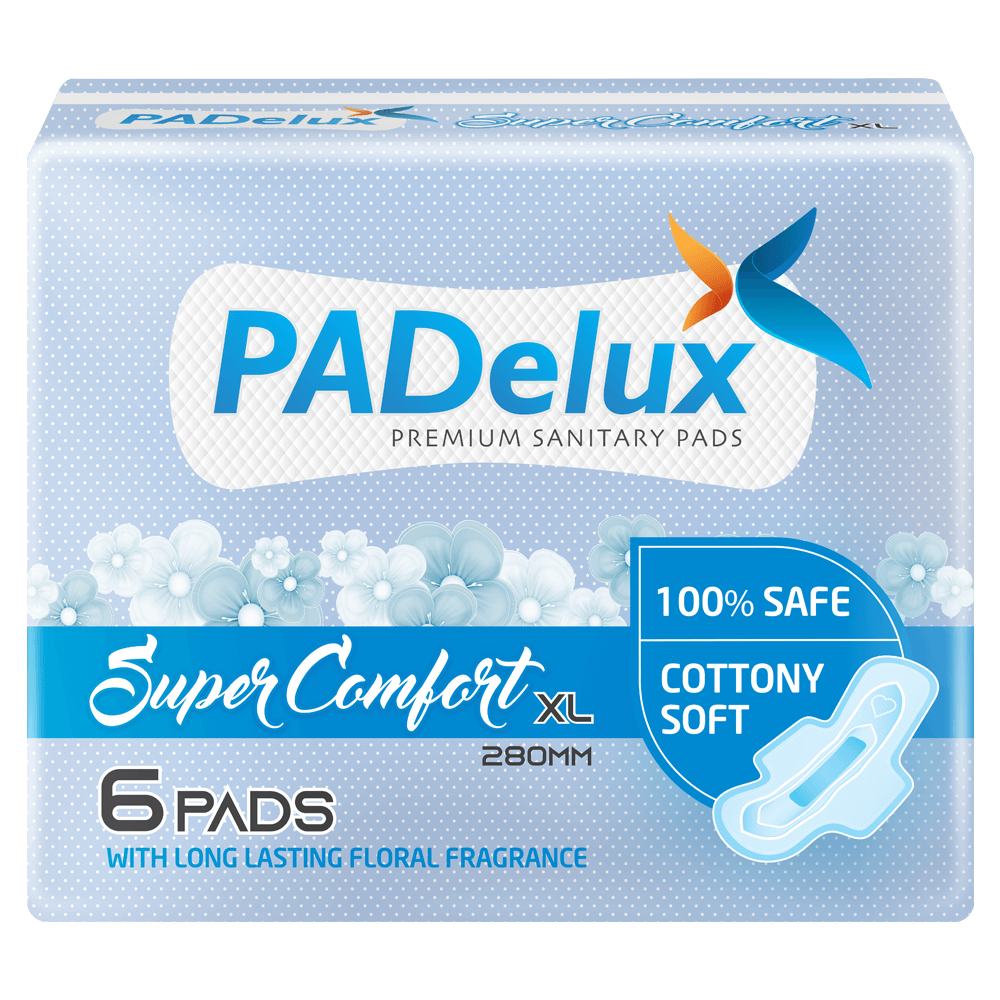 PADelux Super Comfort XL
PADelux
PREMIUM SANITARY PADS
100% SAFE
COTTONY
SOFT
Super Comfort XL
280MM
6 PADS
WITH LONG LASTING FLORAL FRAGRANCE